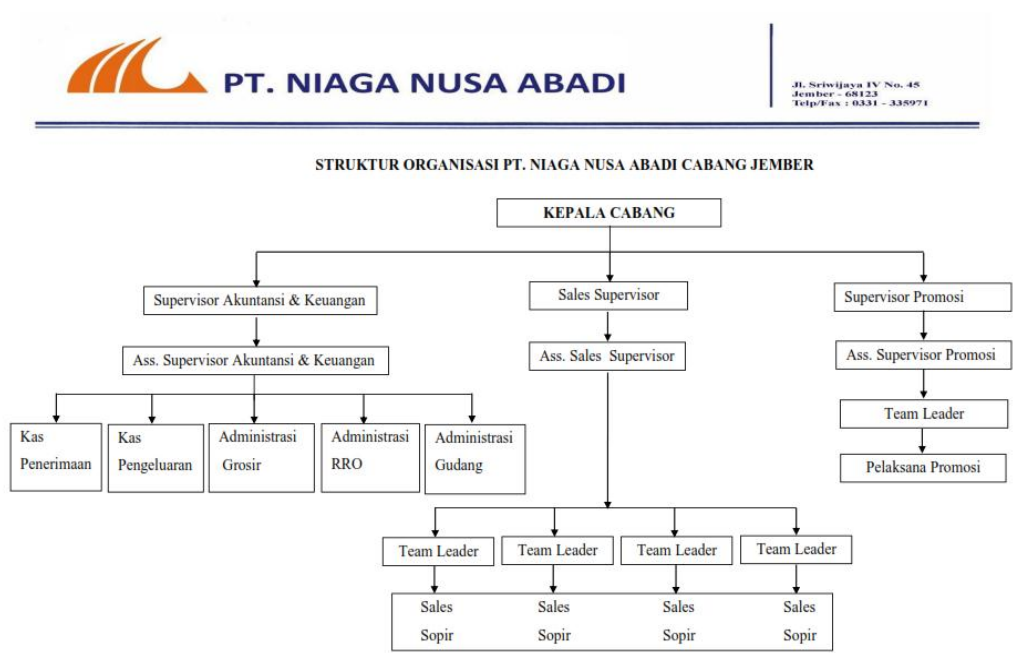 PT. NIAGA NUSA ABADI
Jl. Sriwijaya IV No. 45
Jember - 68123
Telp/Fax : 0331 - 335971
STRUKTUR ORGANISASI PT. NIAGA NUSA ABADI CABANG JEMBER
KEPALA CABANG
Supervisor Akuntansi & Keuangan
Sales Supervisor
Supervisor Promosi
Ass. Supervisor Akuntansi & Keuangan
Ass. Sales Supervisor
Ass. Supervisor Promosi
Kas
Penerimaan
Kas
Pengeluaran
Administrasi
Grosir
Administrasi
RRO
Administrasi
Gudang
Team Leader
Pelaksana Promosi
Team Leader
Team Leader
Team Leader
Team Leader
Sales Sales Sales Sales
Sopir Sopir Sopir Sopir